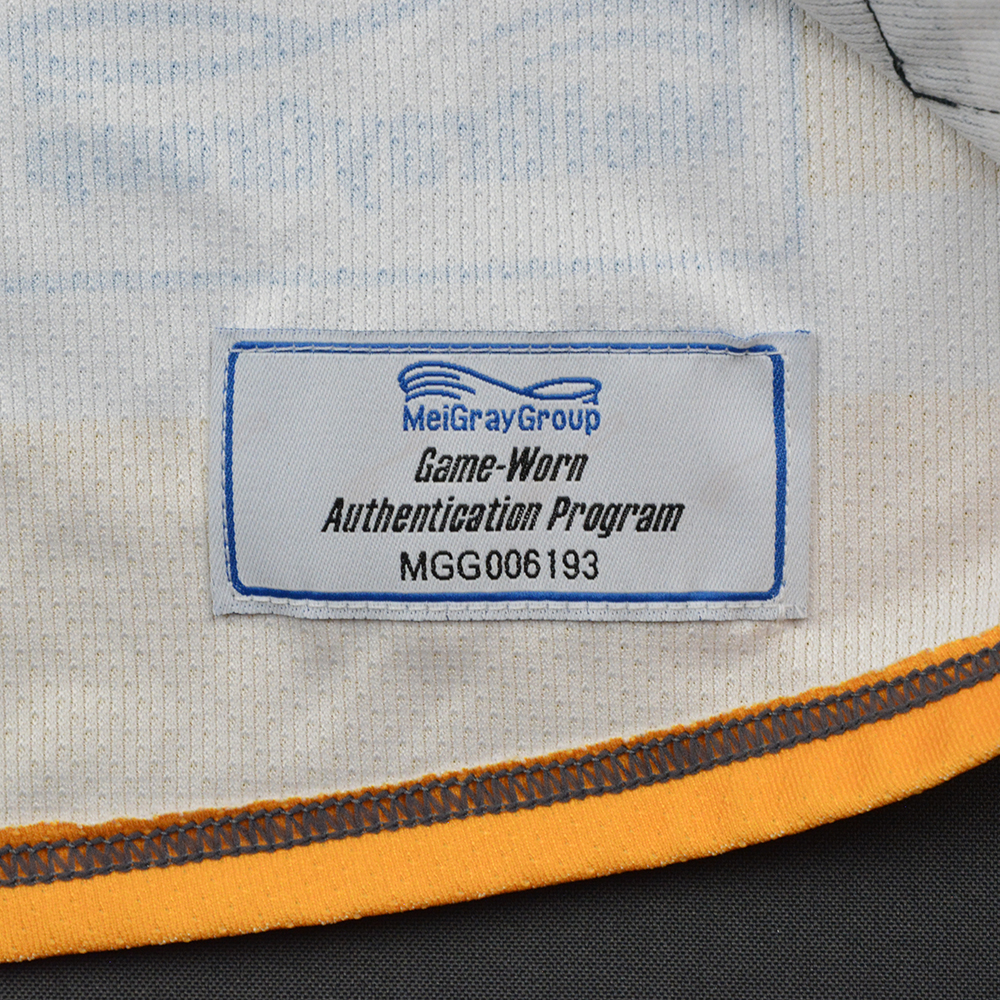 MeiGrayGroup
Game-Worn
Authentication Program
MGG006193